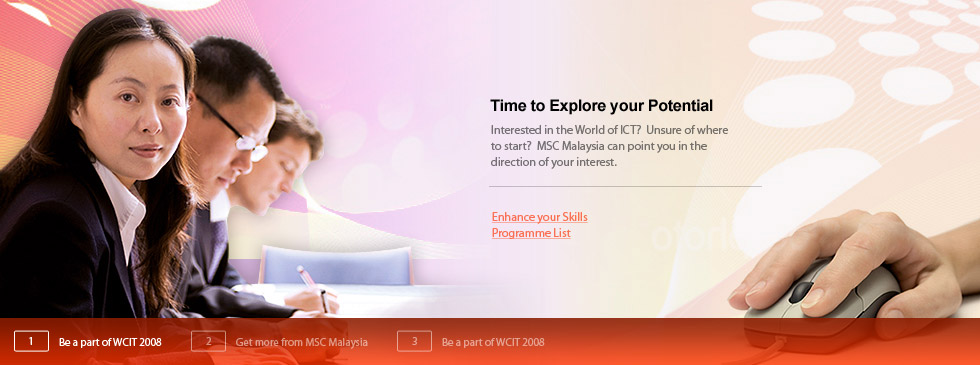 Time to Explore your Potential
Interested in the World of ICT? Unsure of where
to start? MSC Malaysia can point you in the
direction of your interest.
Enhance your Skills
Programme List
1 Be a part of WCIT 2008 2 Get more from MSC Malaysia 3 Be a part of WCIT 2008